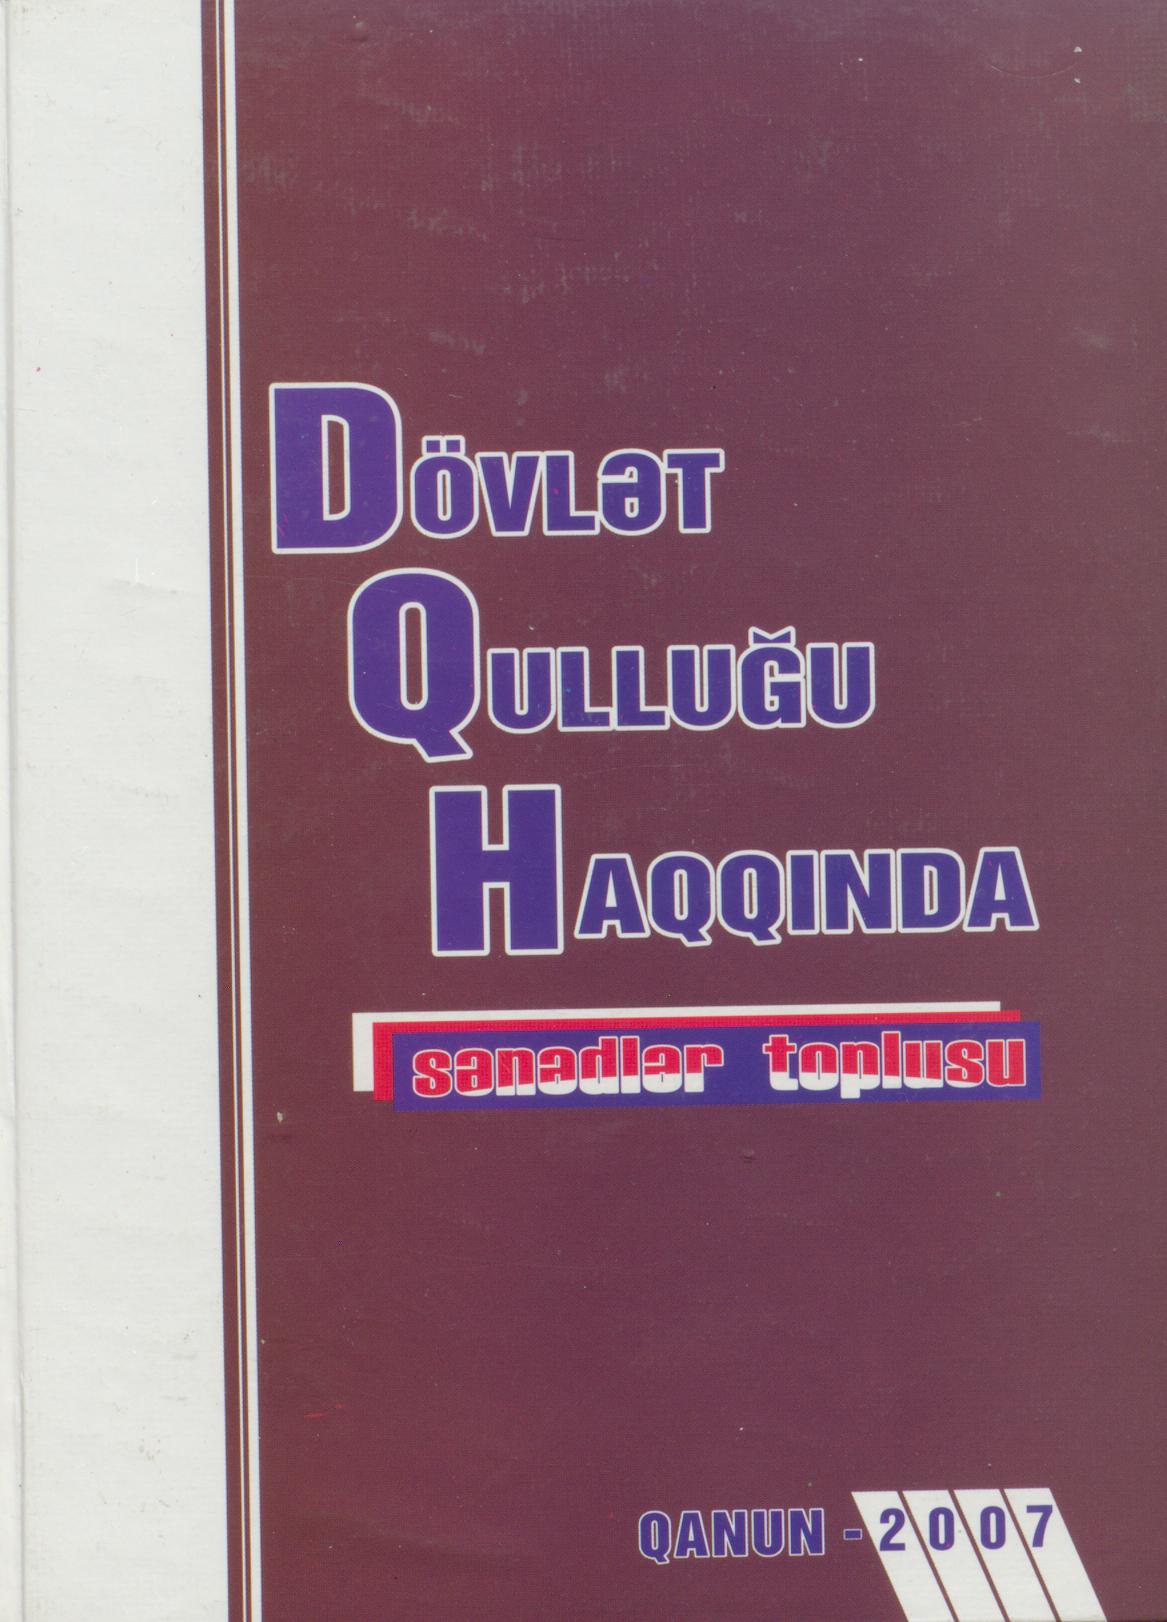 DÖVLƏT
QULLUĞU
HAQQINDA
sənədlər toplusu
QANUN - 2007